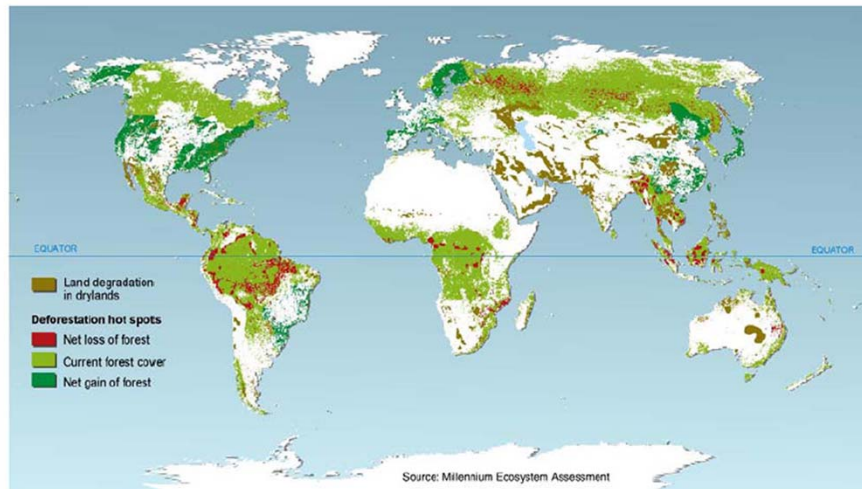 EQUATOR
EQUATOR
Land degradation
in drylands
Deforestation hot spots
Net loss of forest
Current forest cover
Net gain of forest
Source: Millennium Ecosystem Assessment